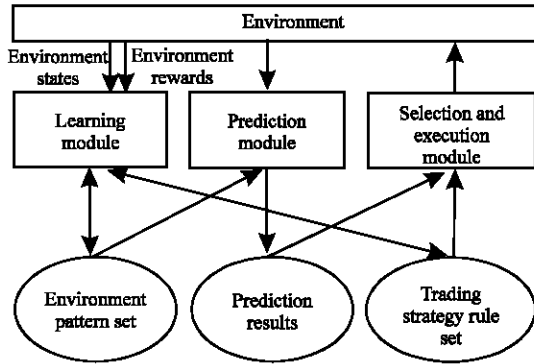 Environment
Environment
states
Environment
rewards
Learning
module
Prediction
module
Selection and
execution
module
Environment
pattern set
Prediction
results
Trading
strategy rule
set